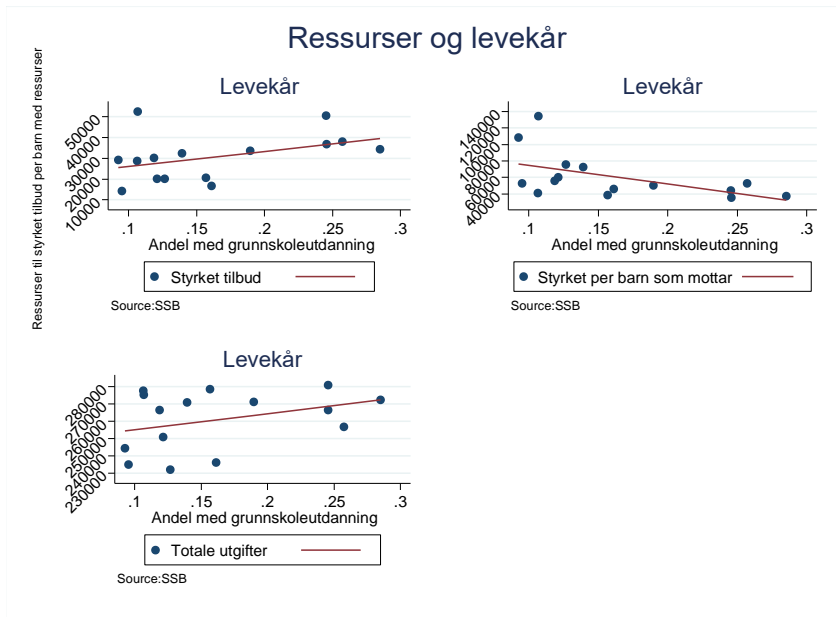 Ressurser og levekår
Ressurser til styrket tilbud per barn med ressurser
Levekår
50000
40000
30000
20000
10000
.1 .15 .2 .25 .3
Andel med grunnskoleutdanning
Styrket tilbud
Source:SSB
Levekår
140000
120000
100000
80000
60000
40000
.1 .15 .2 .25 .3
Andel med grunnskoleutdanning
Styrket per barn som mottar
Source:SSB
Levekår
280000
270000
260000
250000
240000
230000
.1 .15 .2 .25 .3
Andel med grunnskoleutdanning
Totale utgifter
Source:SSB